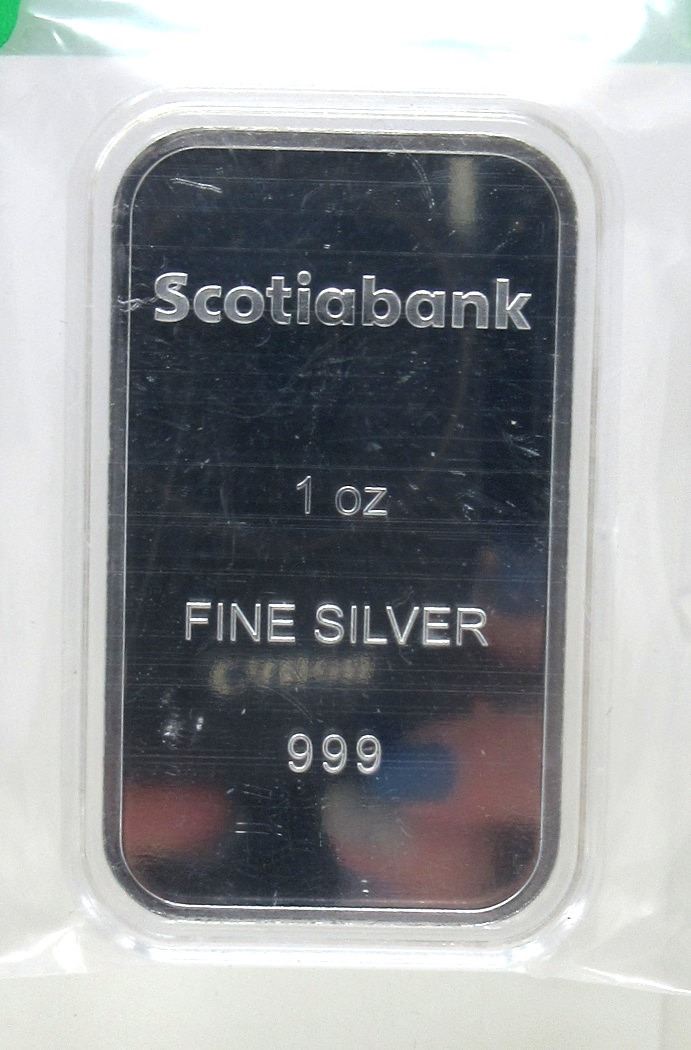 Scotiabank
1 oz
FINE SILVER
999